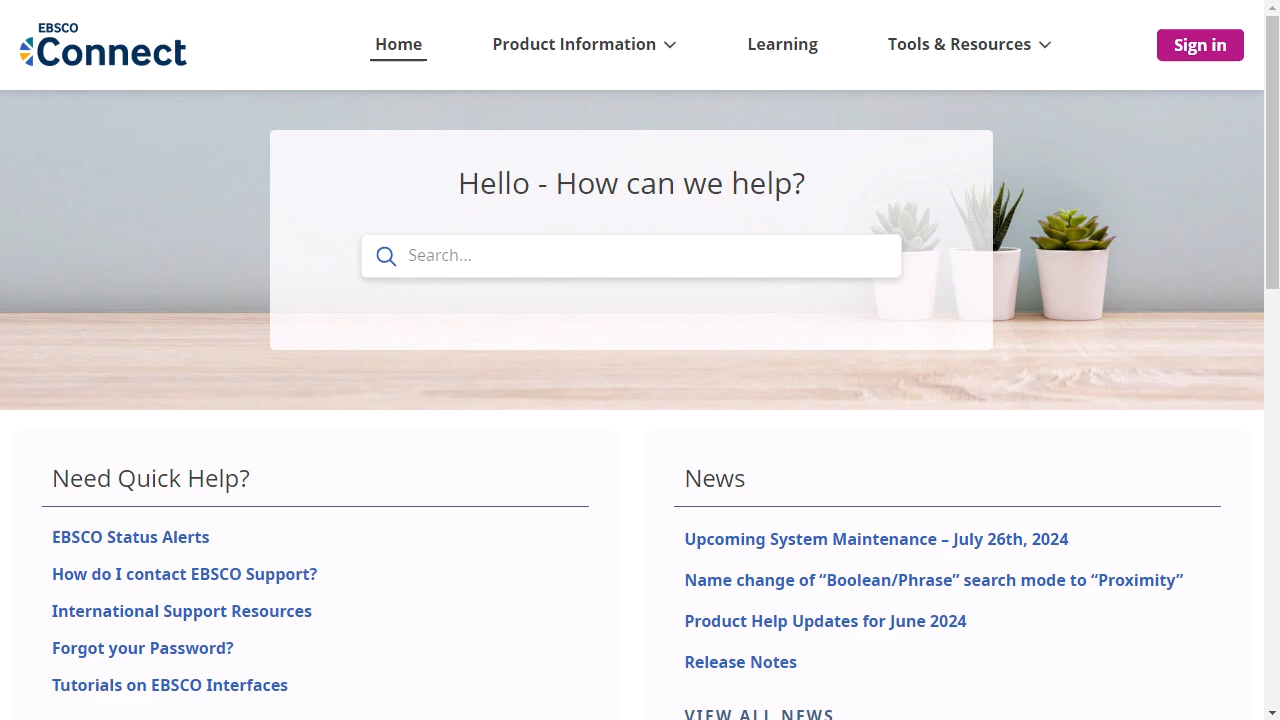 EBSCO
Connect
Home
Product Information
Learning
Tools & Resources
Sign in
Hello - How can we help?
Search...
Need Quick Help?
EBSCO Status Alerts
How do I contact EBSCO Support?
International Support Resources
Forgot your Password?
Tutorials on EBSCO Interfaces
News
Upcoming System Maintenance – July 26th, 2024
Name change of “Boolean/Phrase” search mode to “Proximity”
Product Help Updates for June 2024
Release Notes
VIEW ALL NEWS